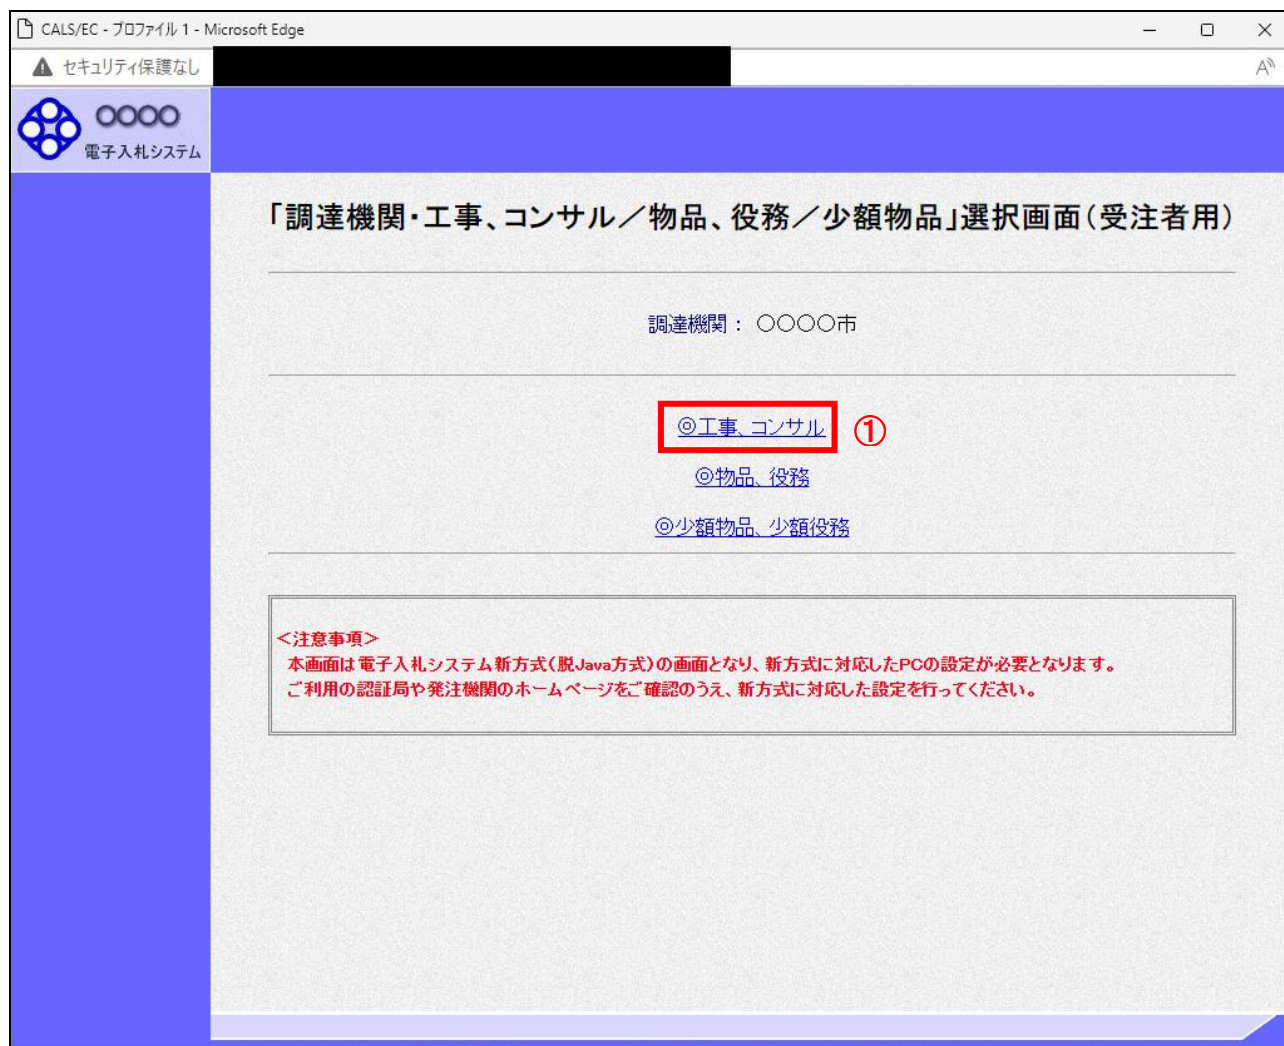 CALS/EC - プロファイル 1 - Microsoft Edge
セキュリティ保護なし
〇〇〇〇
電子入札システム
「調達機関・工事、コンサル／物品、役務／少額物品」選択画面（受注者用）
調達機関： 〇〇〇〇市
◎工事、コンサル ①
◎物品、役務
◎少額物品、少額役務
＜注意事項＞
本画面は電子入札システム新方式（脱Java方式）の画面となり、新方式に対応したPCの設定が必要となります。
ご利用の認証局や発注機関のホームページをご確認のうえ、新方式に対応した設定を行ってください。